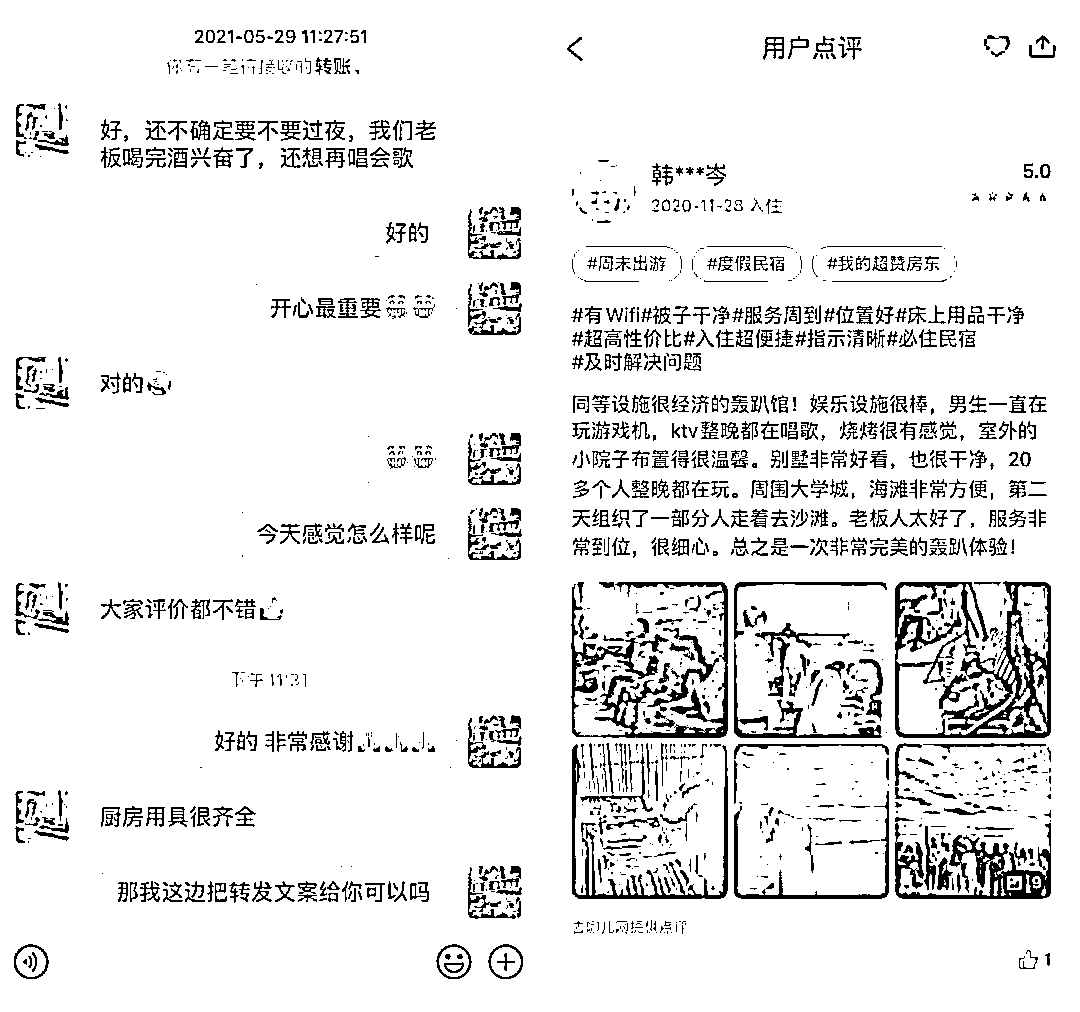 2021-05-29 11:27:51
你有一笔待接收的转账。
好，还不确定要不要过夜，我们老
板喝完酒兴奋了，还想再唱会歌
好的
开心最重要
对的
今天感觉怎么样呢
大家评价都不错
下午 11:31
好的 非常感谢
厨房用具很齐全
那我这边把转发文案给你可以吗
用户点评
韩***岑
5.0
2020-11-28 入住
#周末出游
#度假民宿
#我的超赞房东
#有Wifi#被子干净#服务周到#位置好#床上用品干净
#超高性价比#入住超便捷#指示清晰#必住民宿
#及时解决问题
同等设施很经济的轰趴馆！娱乐设施很棒，男生一直在
玩游戏机，ktv整晚都在唱歌，烧烤很有感觉，室外的
小院子布置得很温馨。别墅非常好看，也很干净，20
多个人整晚都在玩。周围大学城，海滩非常方便，第二
天组织了一部分人走着去沙滩。老板人太好了，服务非
常到位，很细心。总之是一次非常完美的轰趴体验！
9
去哪儿网提供点评
1